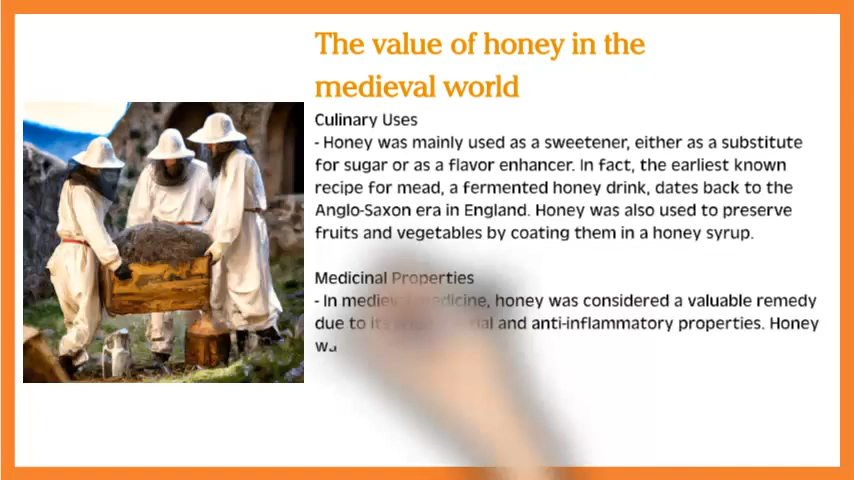 The value of honey in the
medieval world
Culinary Uses
- Honey was mainly used as a sweetener, either as a substitute
for sugar or as a flavor enhancer. In fact, the earliest known
recipe for mead, a fermented honey drink, dates back to the
Anglo-Saxon era in England. Honey was also used to preserve
fruits and vegetables by coating them in a honey syrup.
Medicinal Properties
- In medieval medicine, honey was considered a valuable remedy
due to its and anti-inflammatory properties. Honey